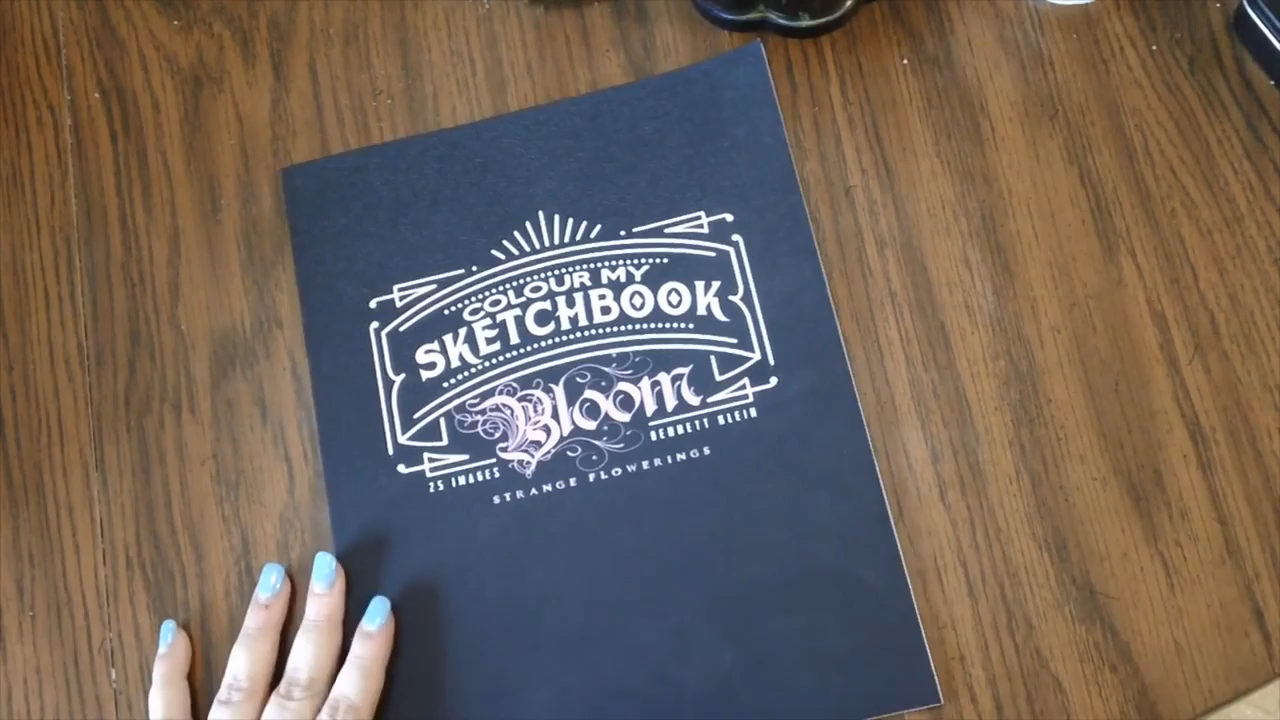 COLOUR MY
SKETCHBOOK
Bloom
25 IMAGES
BENNETT KLEIN
STRANGE FLOWERINGS